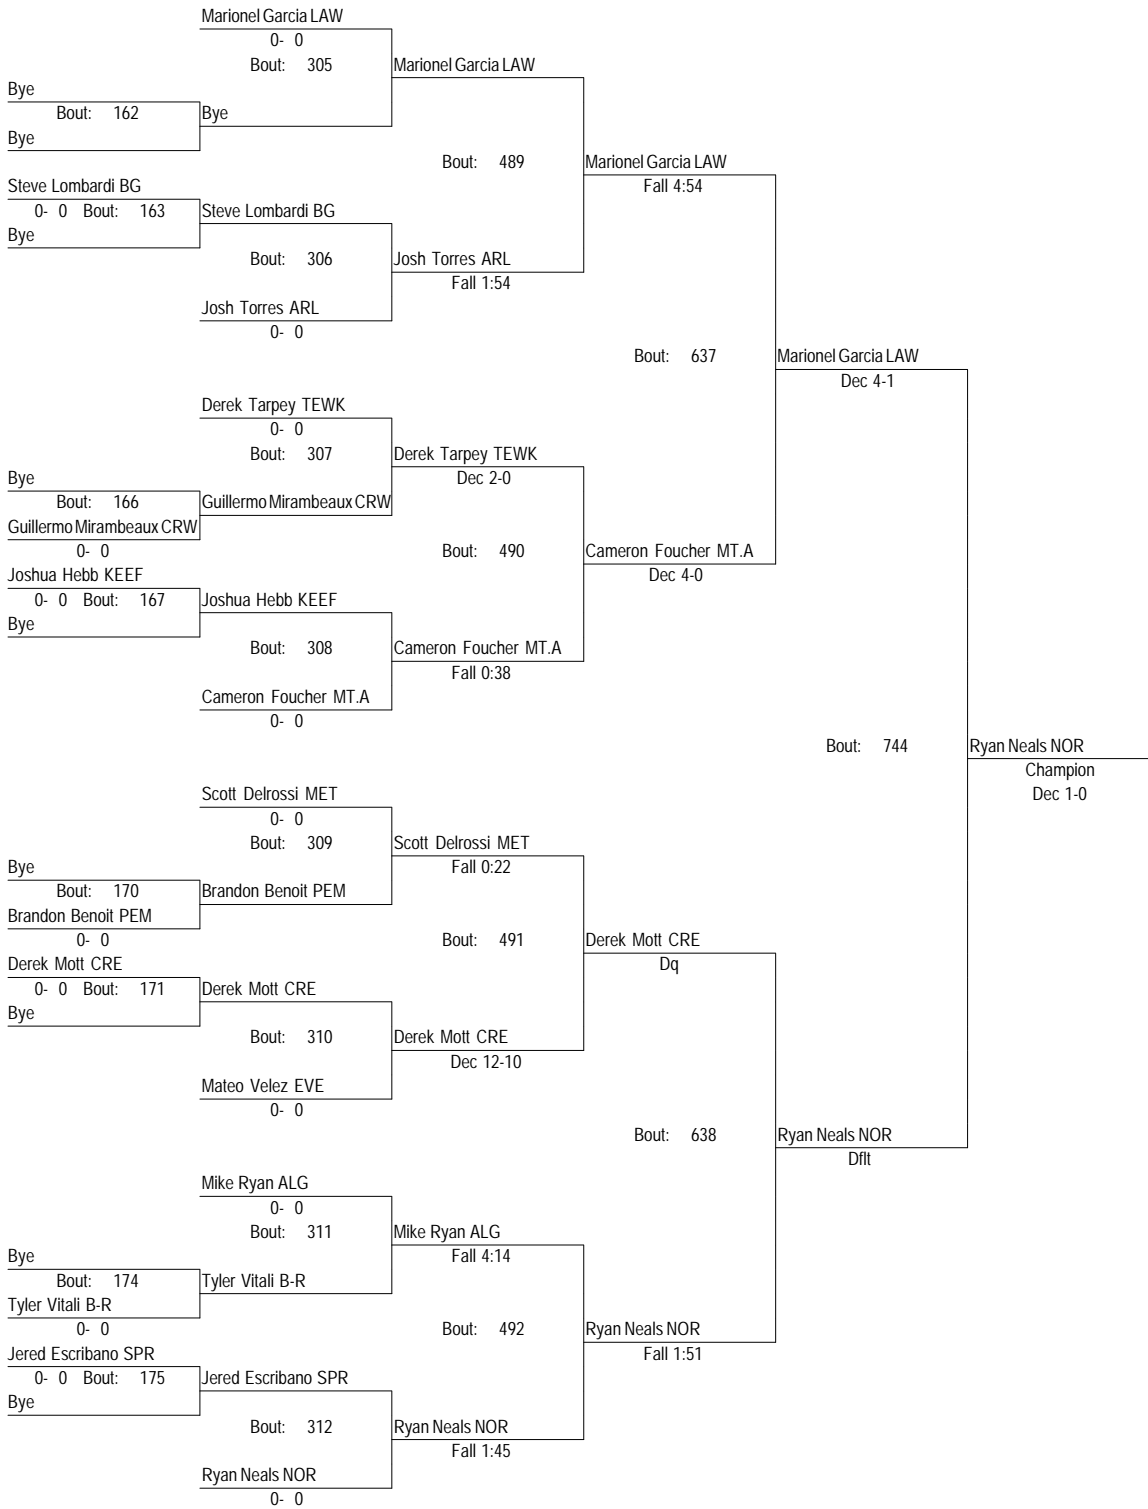 Marionel Garcia LAW
0- 0
Bout: 305
Marionel Garcia LAW
Bye
Bout: 162
Bye
Bye
Bout: 489
Marionel Garcia LAW
Fall 4:54
Steve Lombardi BG
0- 0 Bout: 163
Steve Lombardi BG
Bye
Bout: 306
Josh Torres ARL
Fall 1:54
Josh Torres ARL
0- 0
Bout: 637
Marionel Garcia LAW
Dec 4-1
Derek Tarpey TEWK
0- 0
Bout: 307
Derek Tarpey TEWK
Dec 2-0
Bye
Bout: 166
Guillermo Mirambeaux CRW
Guillermo Mirambeaux CRW
0- 0
Bout: 490
Cameron Foucher MT.A
Dec 4-0
Joshua Hebb KEEF
0- 0 Bout: 167
Joshua Hebb KEEF
Bye
Bout: 308
Cameron Foucher MT.A
Fall 0:38
Cameron Foucher MT.A
0- 0
Bout: 744
Ryan Neals NOR
Champion
Dec 1-0
Scott Delrossi MET
0- 0
Bout: 309
Scott Delrossi MET
Fall 0:22
Bye
Bout: 170
Brandon Benoit PEM
Brandon Benoit PEM
0- 0
Bout: 491
Derek Mott CRE
Dq
Derek Mott CRE
0- 0 Bout: 171
Derek Mott CRE
Bye
Bout: 310
Derek Mott CRE
Dec 12-10
Mateo Velez EVE
0- 0
Bout: 638
Ryan Neals NOR
Dflt
Mike Ryan ALG
0- 0
Bout: 311
Mike Ryan ALG
Fall 4:14
Bye
Bout: 174
Tyler Vitali B-R
Tyler Vitali B-R
0- 0
Bout: 492
Ryan Neals NOR
Fall 1:51
Jered Escribano SPR
0- 0 Bout: 175
Jered Escribano SPR
Bye
Bout: 312
Ryan Neals NOR
Fall 1:45
Ryan Neals NOR
0- 0